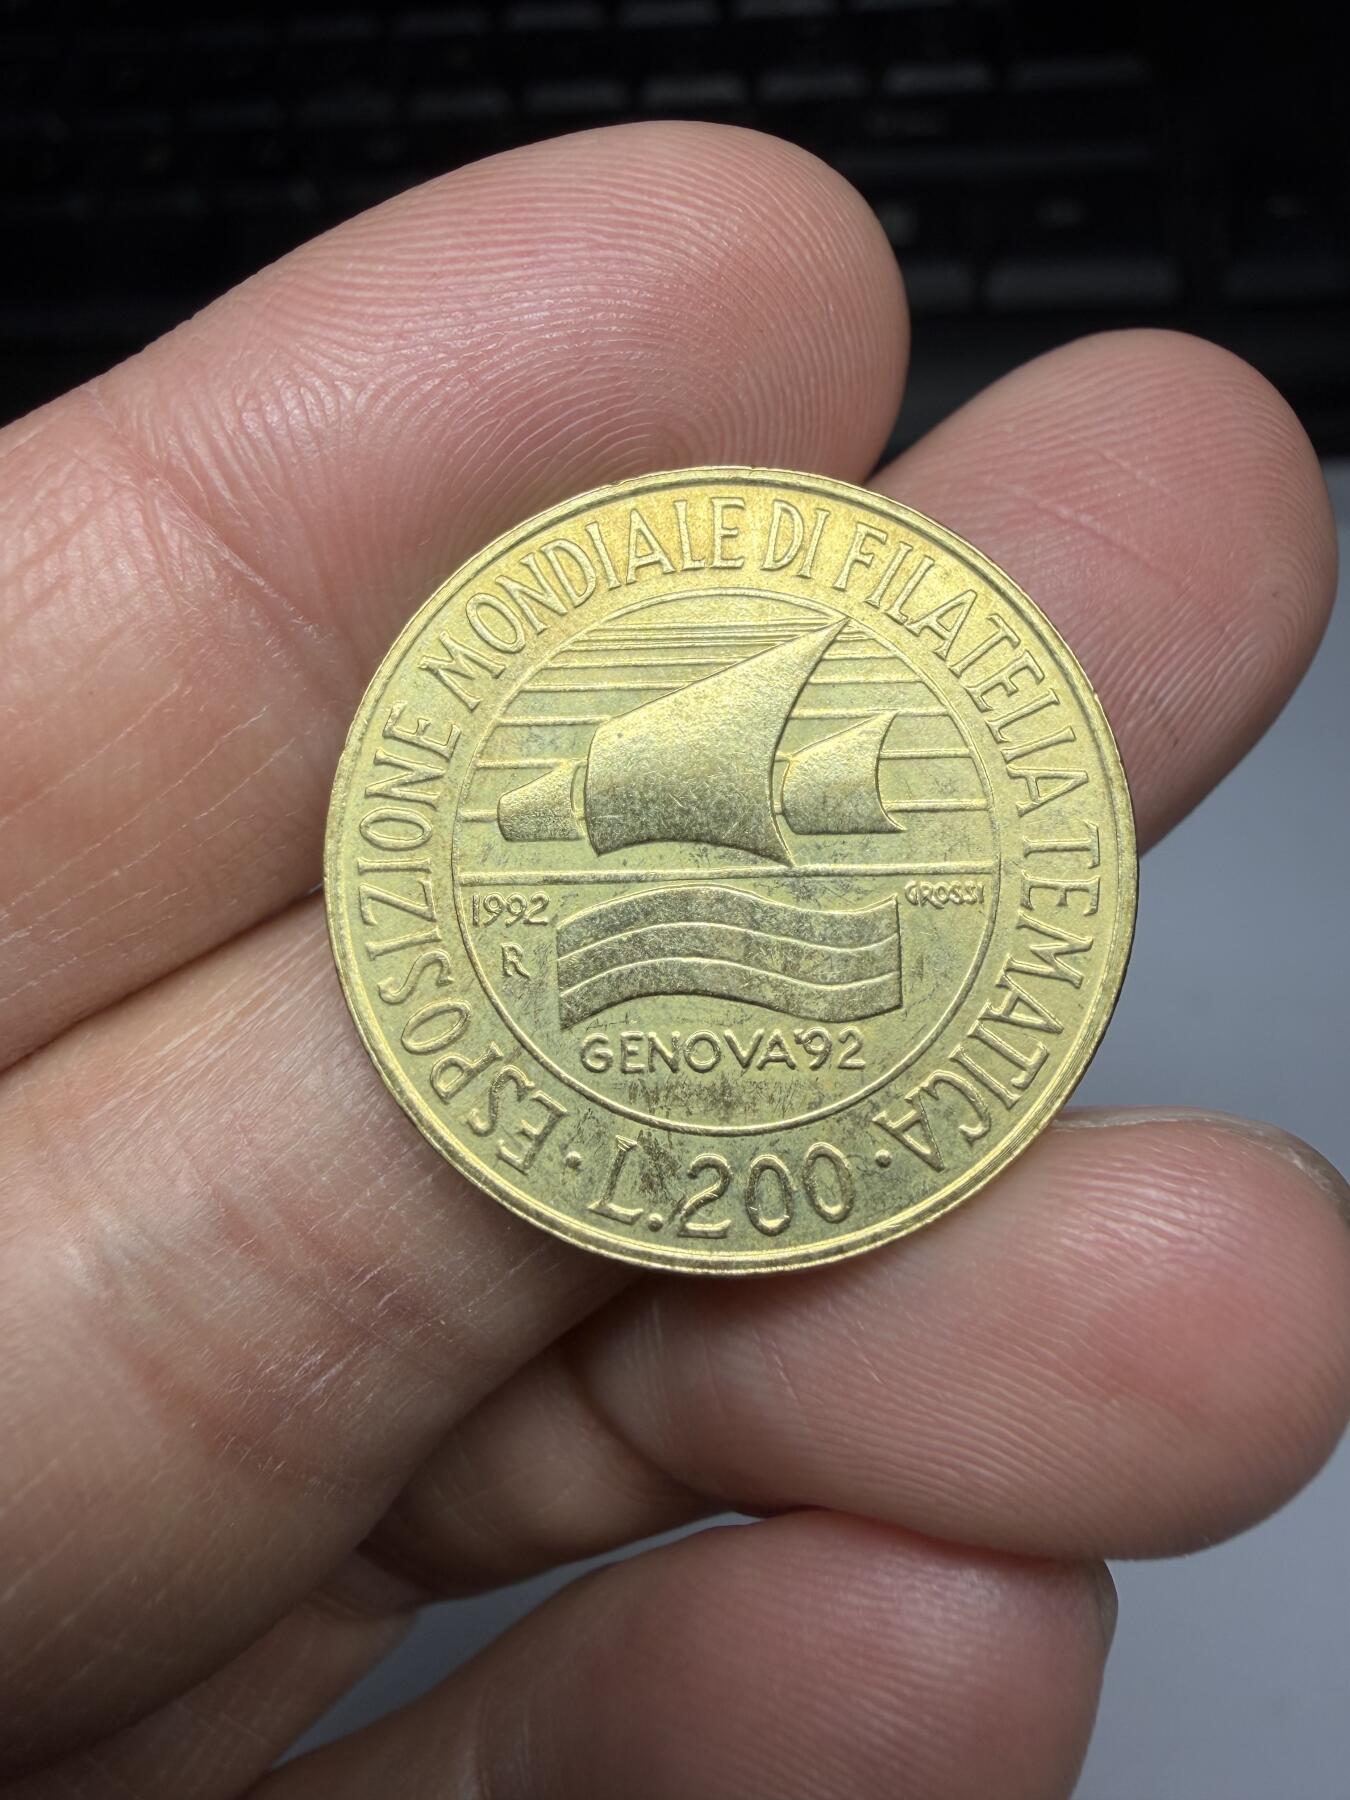 ESPOSIZIONE MONDIALE DI FILATELIA TEMATICA
1992
GROSSI
R
GENOVA'92
· L.200 ·